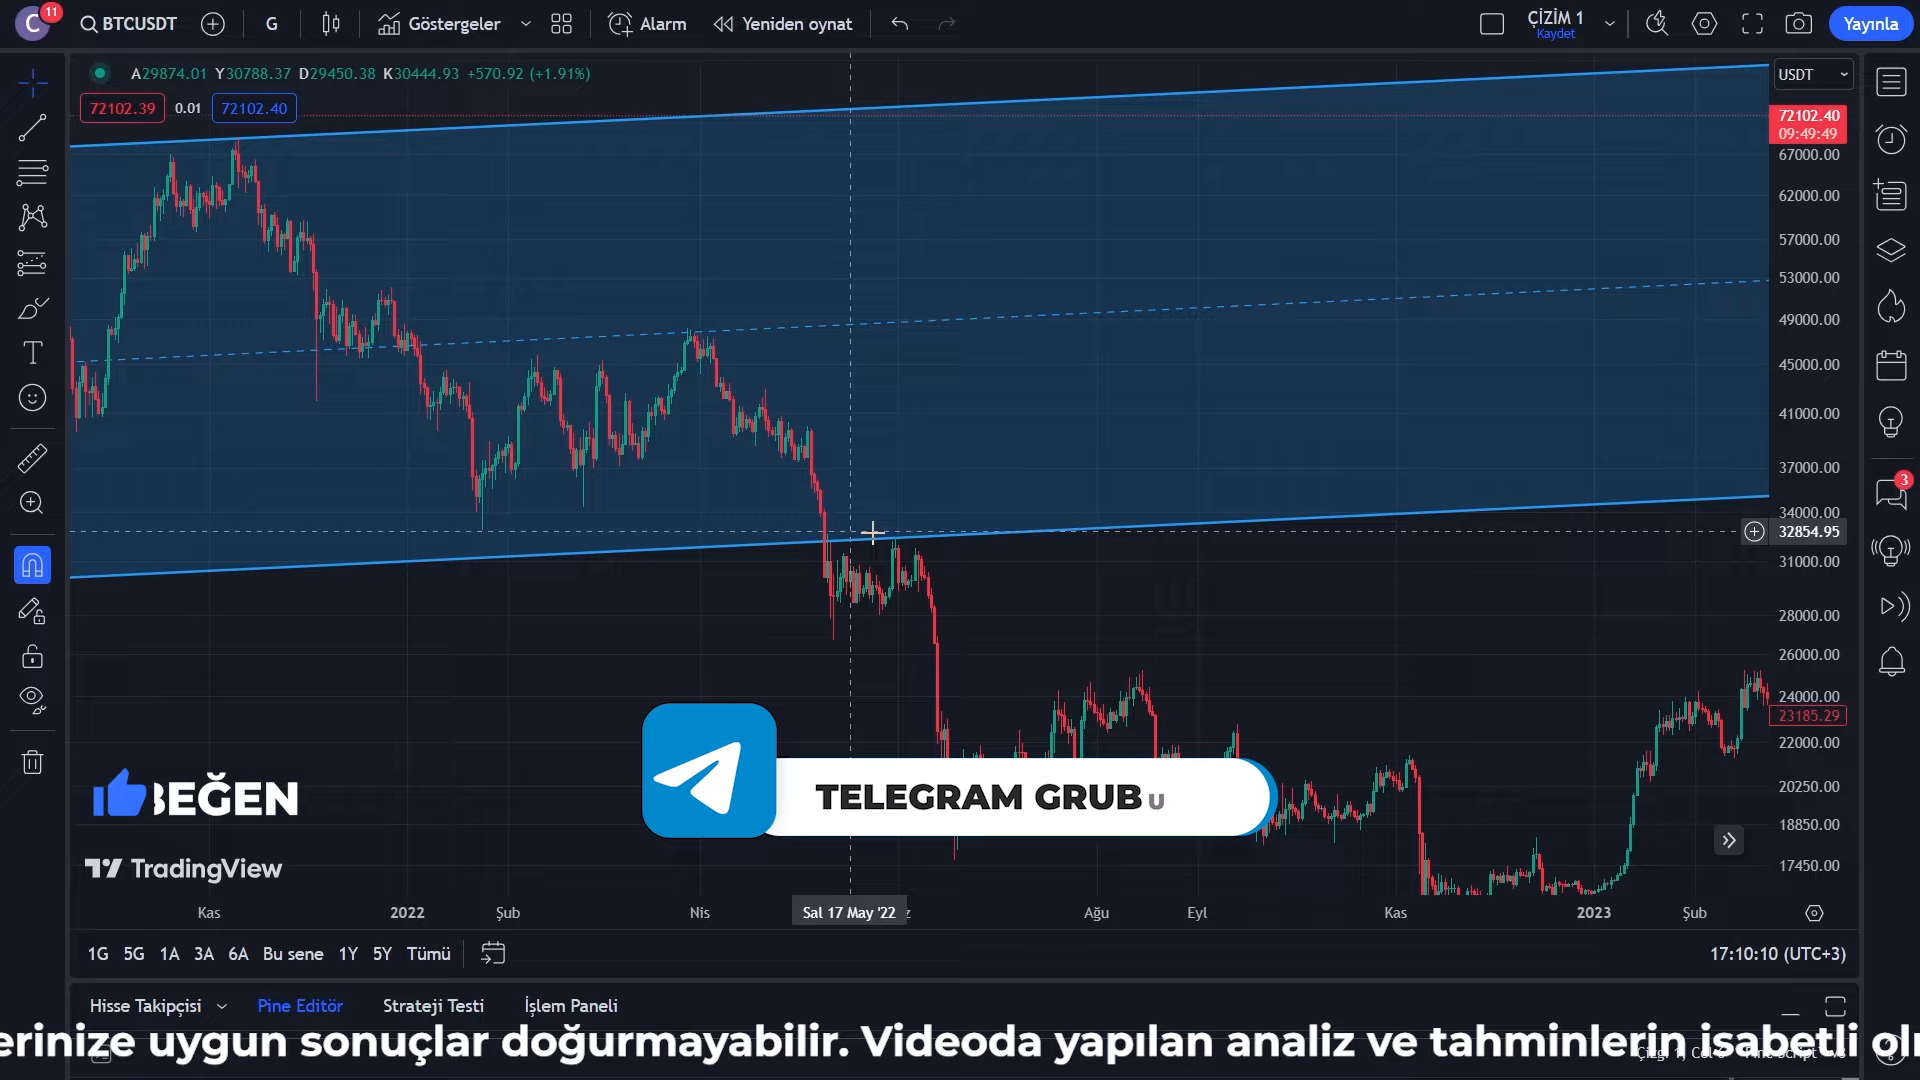 C 11 BTCUSDT G Göstergeler Alarm Yeniden oynat ÇİZİM 1 Kaydet Yayınla
A29874.01 Y30788.37 D29450.38 K30444.93 +570.92 (+1.91%)
USDT
72102.39 0.01 72102.40
72102.40
09:49:49
67000.00
62000.00
57000.00
53000.00
49000.00
45000.00
41000.00
37000.00
34000.00
32854.95
31000.00
28000.00
26000.00
24000.00
23185.29
22000.00
20250.00
18850.00
17450.00
3
BEĞEN
TELEGRAM GRUBU
TradingView
Kas 2022 Şub Nis Sal 17 May '22 Ağu Eyl Kas 2023 Şub
1G 5G 1A 3A 6A Bu sene 1Y 5Y Tümü 17:10:10 (UTC+3)
Hisse Takipçisi Pine Editör Strateji Testi İşlem Paneli
erinize uygun sonuçlar doğurmayabilir. Videoda yapılan analiz ve tahminlerin isabetli